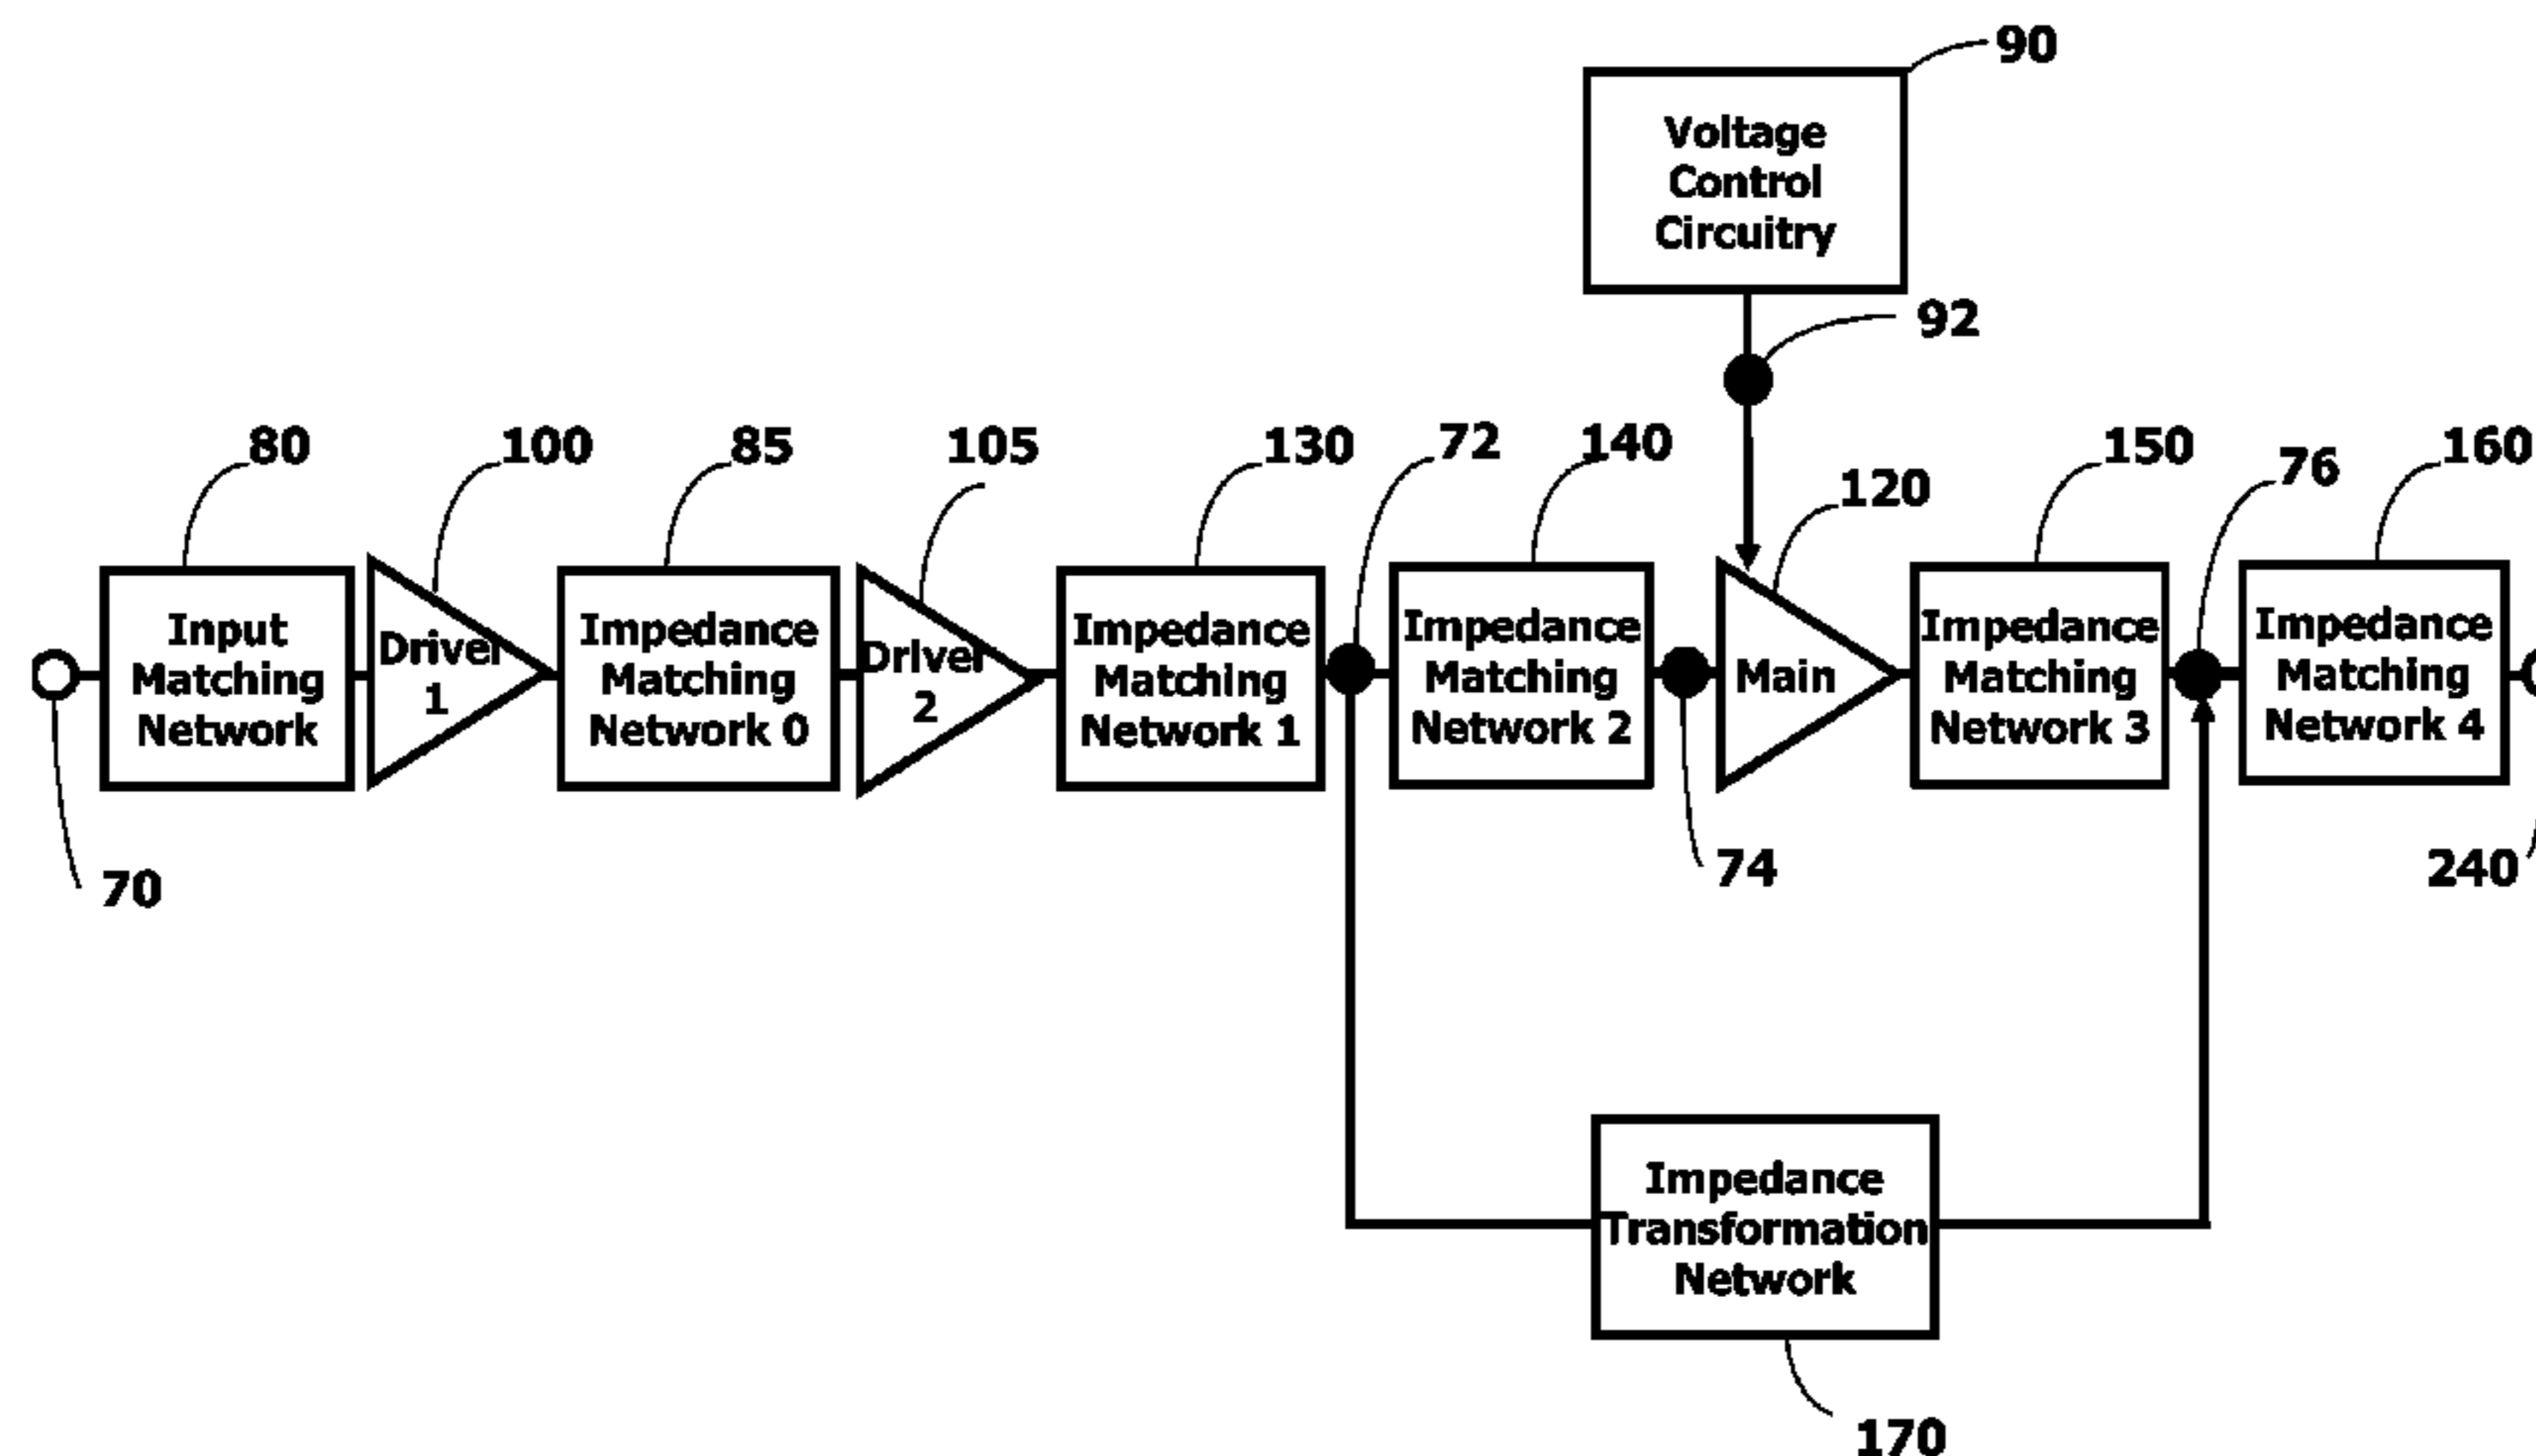 90
Voltage
Control
Circuitry
92
80
100
85
105
130
72
140
120
150
76
160
Input
Matching
Network
Driver
1
Impedance
Matching
Network 0
Driver
2
Impedance
Matching
Network 1
Impedance
Matching
Network 2
Main
Impedance
Matching
Network 3
Impedance
Matching
Network 4
70
74
240
Impedance
Transformation
Network
170